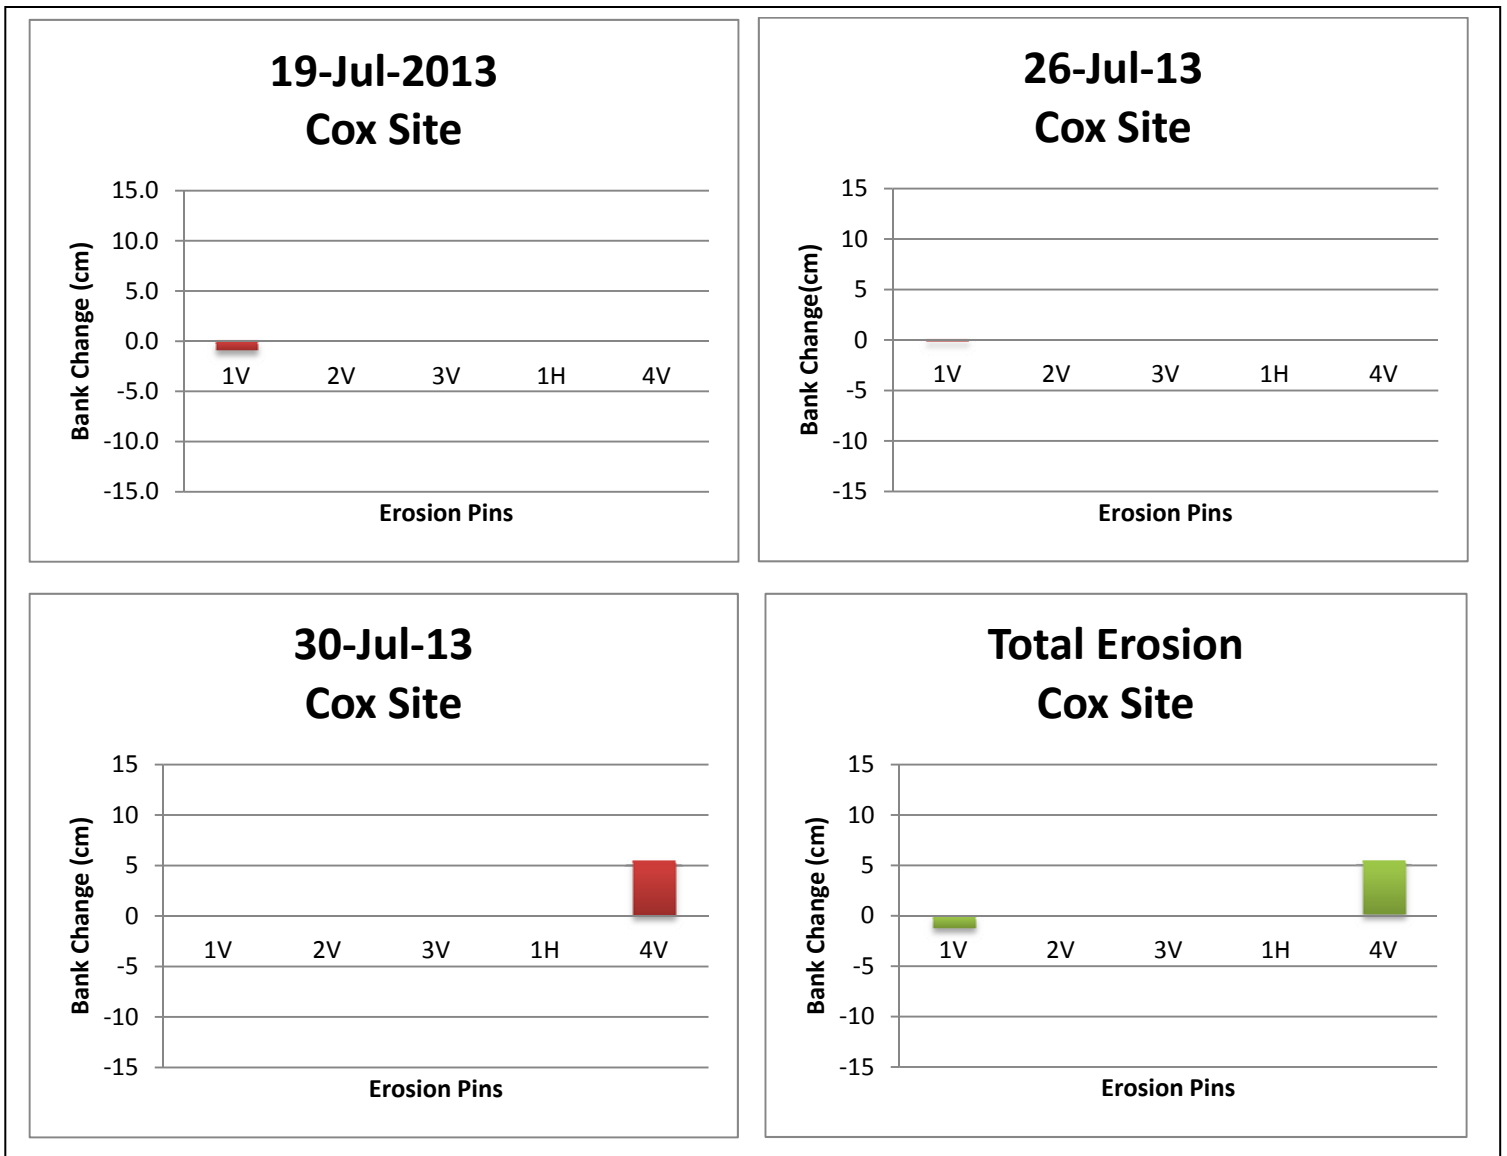 19-Jul-2013
Cox Site
15.0
10.0
5.0
0.0
-5.0
-10.0
-15.0
Bank Change (cm)
1V 2V 3V 1H 4V
Erosion Pins
26-Jul-13
Cox Site
15
10
5
0
-5
-10
-15
Bank Change(cm)
1V 2V 3V 1H 4V
Erosion Pins
30-Jul-13
Cox Site
15
10
5
0
-5
-10
-15
Bank Change (cm)
1V 2V 3V 1H 4V
Erosion Pins
Total Erosion
Cox Site
15
10
5
0
-5
-10
-15
Bank Change (cm)
1V 2V 3V 1H 4V
Erosion Pins